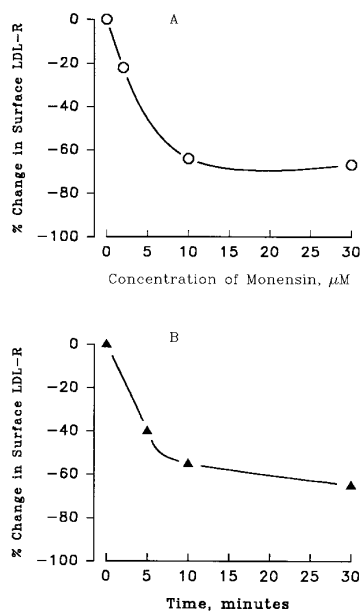 A
0
−20
−40
−60
−80
−100
% Change in Surface LDL-R
0 5 10 15 20 25 30
Concentration of Monensin, μM
B
0
−20
−40
−60
−80
−100
% Change in Surface LDL-R
0 5 10 15 20 25 30
Time, minutes